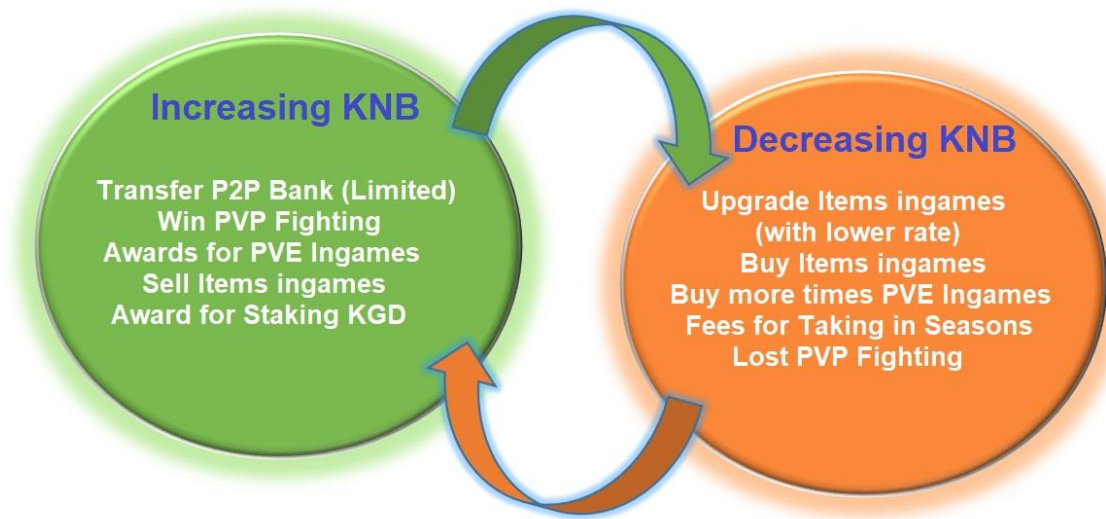 Increasing KNB
Transfer P2P Bank (Limited)
Win PVP Fighting
Awards for PVE Ingames
Sell Items ingames
Award for Staking KGD
Decreasing KNB
Upgrade Items ingames
(with lower rate)
Buy Items ingames
Buy more times PVE Ingames
Fees for Taking in Seasons
Lost PVP Fighting